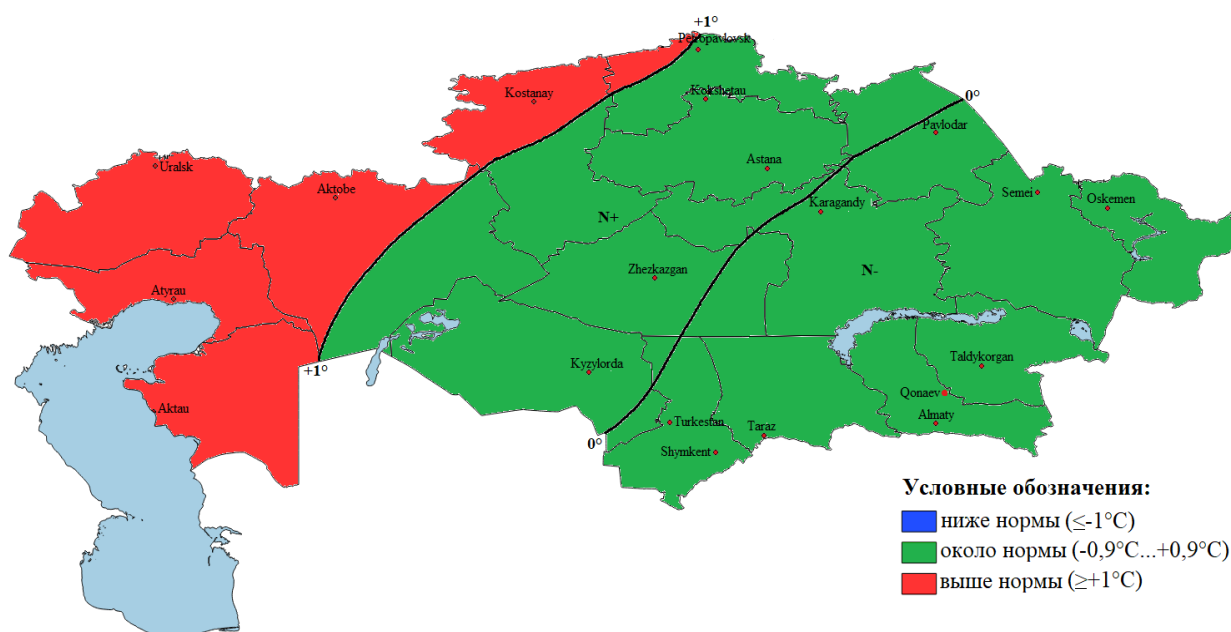 +1°
Petropavlovsk
Kostanay
Kokshetau
0°
Pavlodar
Uralsk
Astana
Aktobe
Semei
Oskemen
Karagandy
N+
Zhezkazgan
N-
Atyrau
Taldykorgan
+1°
Kyzylorda
Qonaev
Aktau
Almaty
Turkestan
Taraz
0°
Shymkent
Условные обозначения:
ниже нормы (≤-1°C)
около нормы (-0,9°C...+0,9°C)
выше нормы (≥+1°C)